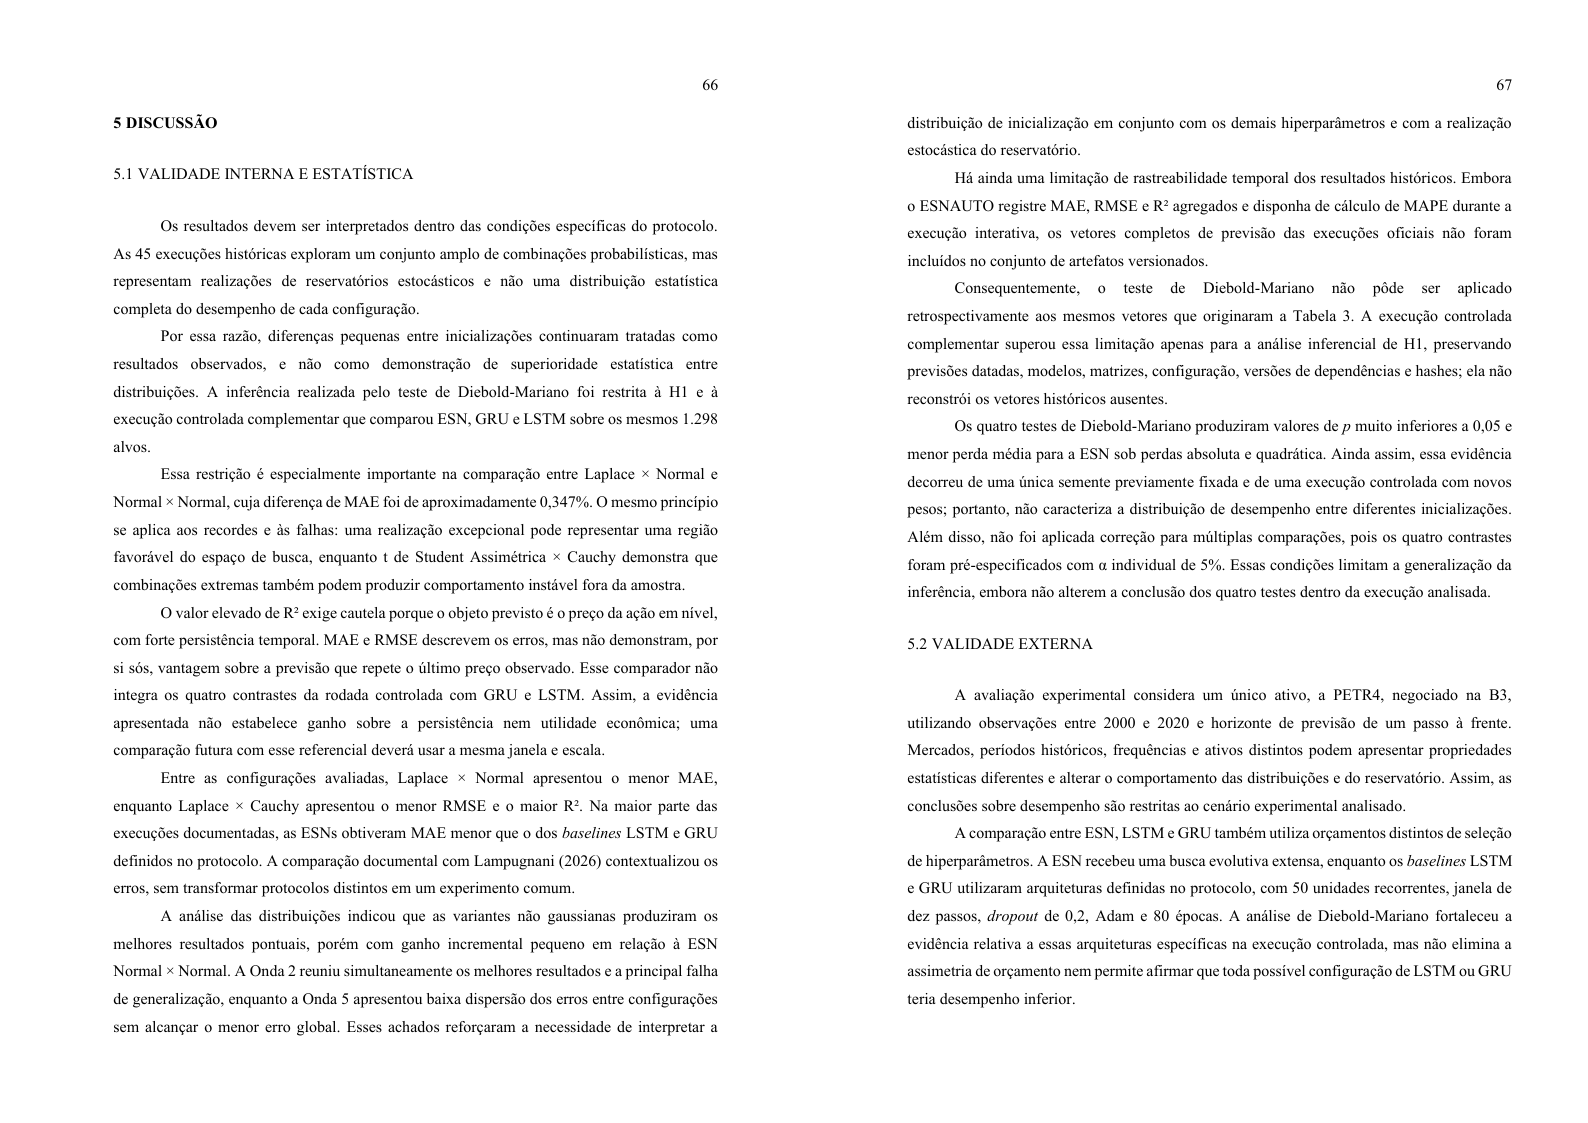 66
5 DISCUSSÃO
5.1 VALIDADE INTERNA E ESTATÍSTICA
Os resultados devem ser interpretados dentro das condições específicas do protocolo.
As 45 execuções históricas exploram um conjunto amplo de combinações probabilísticas, mas
representam realizações de reservatórios estocásticos e não uma distribuição estatística
completa do desempenho de cada configuração.
Por essa razão, diferenças pequenas entre inicializações continuaram tratadas como
resultados observados, e não como demonstração de superioridade estatística entre
distribuições. A inferência realizada pelo teste de Diebold-Mariano foi restrita à H1 e à
execução controlada complementar que comparou ESN, GRU e LSTM sobre os mesmos 1.298
alvos.
Essa restrição é especialmente importante na comparação entre Laplace × Normal e
Normal × Normal, cuja diferença de MAE foi de aproximadamente 0,347%. O mesmo princípio
se aplica aos recordes e às falhas: uma realização excepcional pode representar uma região
favorável do espaço de busca, enquanto t de Student Assimétrica × Cauchy demonstra que
combinações extremas também podem produzir comportamento instável fora da amostra.
O valor elevado de R² exige cautela porque o objeto previsto é o preço da ação em nível,
com forte persistência temporal. MAE e RMSE descrevem os erros, mas não demonstram, por
si sós, vantagem sobre a previsão que repete o último preço observado. Esse comparador não
integra os quatro contrastes da rodada controlada com GRU e LSTM. Assim, a evidência
apresentada não estabelece ganho sobre a persistência nem utilidade econômica; uma
comparação futura com esse referencial deverá usar a mesma janela e escala.
Entre as configurações avaliadas, Laplace × Normal apresentou o menor MAE,
enquanto Laplace × Cauchy apresentou o menor RMSE e o maior R². Na maior parte das
execuções documentadas, as ESNs obtiveram MAE menor que o dos baselines LSTM e GRU
definidos no protocolo. A comparação documental com Lampugnani (2026) contextualizou os
erros, sem transformar protocolos distintos em um experimento comum.
A análise das distribuições indicou que as variantes não gaussianas produziram os
melhores resultados pontuais, porém com ganho incremental pequeno em relação à ESN
Normal × Normal. A Onda 2 reuniu simultaneamente os melhores resultados e a principal falha
de generalização, enquanto a Onda 5 apresentou baixa dispersão dos erros entre configurações
sem alcançar o menor erro global. Esses achados reforçaram a necessidade de interpretar a
67
distribuição de inicialização em conjunto com os demais hiperparâmetros e com a realização
estocástica do reservatório.
Há ainda uma limitação de rastreabilidade temporal dos resultados históricos. Embora
o ESNAUTO registre MAE, RMSE e R² agregados e disponha de cálculo de MAPE durante a
execução interativa, os vetores completos de previsão das execuções oficiais não foram
incluídos no conjunto de artefatos versionados.
Consequentemente, o teste de Diebold-Mariano não pôde ser aplicado
retrospectivamente aos mesmos vetores que originaram a Tabela 3. A execução controlada
complementar superou essa limitação apenas para a análise inferencial de H1, preservando
previsões datadas, modelos, matrizes, configuração, versões de dependências e hashes; ela não
reconstrói os vetores históricos ausentes.
Os quatro testes de Diebold-Mariano produziram valores de p muito inferiores a 0,05 e
menor perda média para a ESN sob perdas absoluta e quadrática. Ainda assim, essa evidência
decorreu de uma única semente previamente fixada e de uma execução controlada com novos
pesos; portanto, não caracteriza a distribuição de desempenho entre diferentes inicializações.
Além disso, não foi aplicada correção para múltiplas comparações, pois os quatro contrastes
foram pré-especificados com α individual de 5%. Essas condições limitam a generalização da
inferência, embora não alterem a conclusão dos quatro testes dentro da execução analisada.
5.2 VALIDADE EXTERNA
A avaliação experimental considera um único ativo, a PETR4, negociado na B3,
utilizando observações entre 2000 e 2020 e horizonte de previsão de um passo à frente.
Mercados, períodos históricos, frequências e ativos distintos podem apresentar propriedades
estatísticas diferentes e alterar o comportamento das distribuições e do reservatório. Assim, as
conclusões sobre desempenho são restritas ao cenário experimental analisado.
A comparação entre ESN, LSTM e GRU também utiliza orçamentos distintos de seleção
de hiperparâmetros. A ESN recebeu uma busca evolutiva extensa, enquanto os baselines LSTM
e GRU utilizaram arquiteturas definidas no protocolo, com 50 unidades recorrentes, janela de
dez passos, dropout de 0,2, Adam e 80 épocas. A análise de Diebold-Mariano fortaleceu a
evidência relativa a essas arquiteturas específicas na execução controlada, mas não elimina a
assimetria de orçamento nem permite afirmar que toda possível configuração de LSTM ou GRU
teria desempenho inferior.